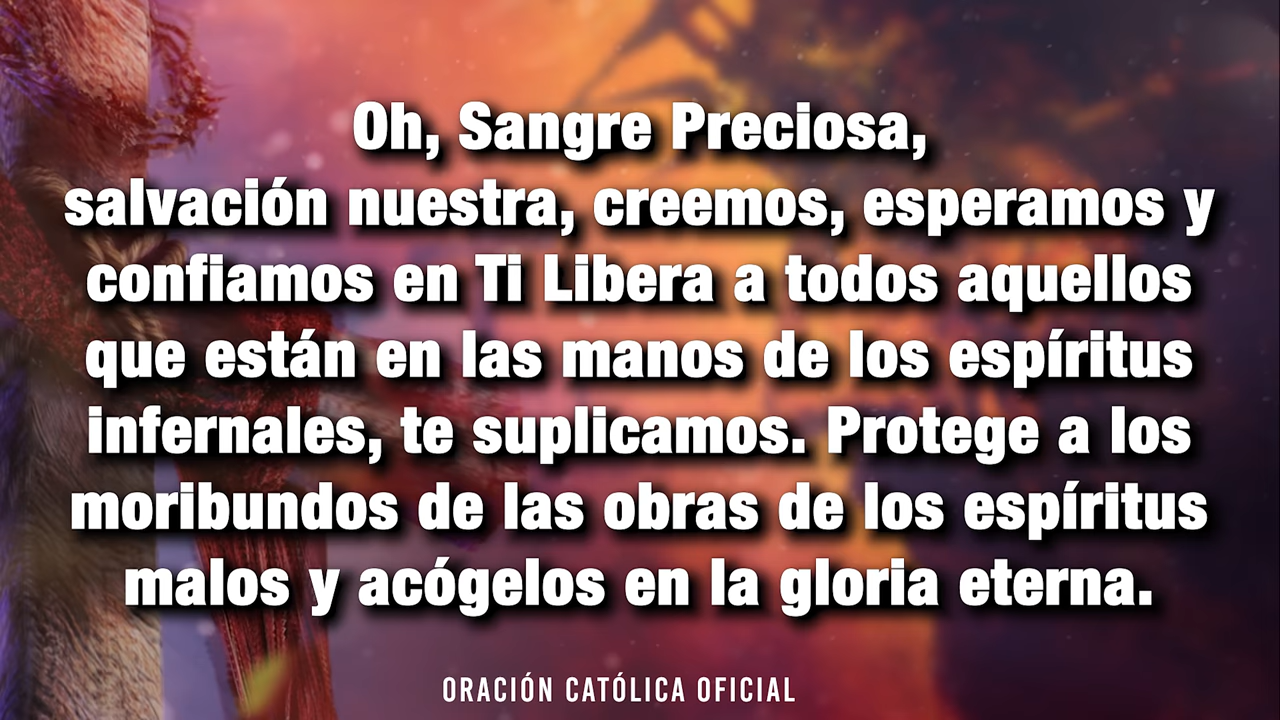 Oh, Sangre Preciosa,
salvación nuestra, creemos, esperamos y
confiamos en Ti Libera a todos aquellos
que están en las manos de los espíritus
infernales, te suplicamos. Protege a los
moribundos de las obras de los espíritus
malos y acógelos en la gloria eterna.
ORACIÓN CATÓLICA OFICIAL